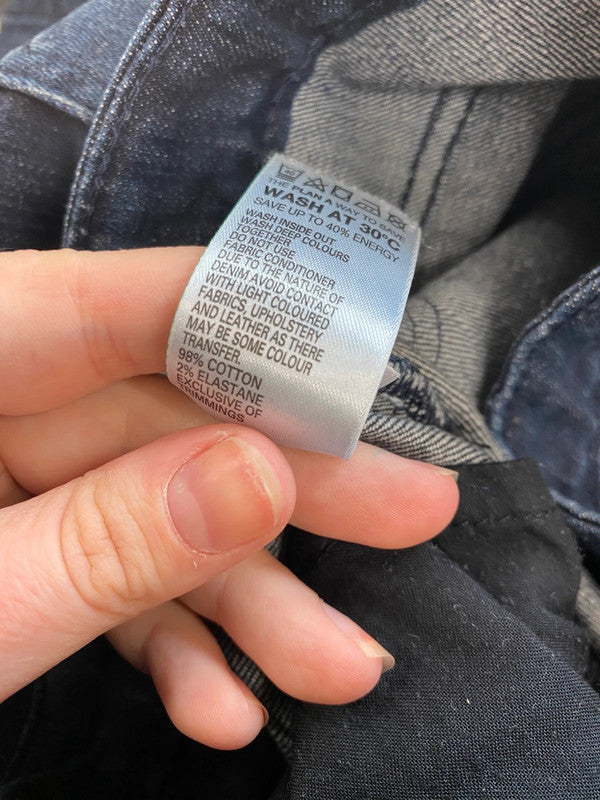 THE PLAN A WAY TO SAVE
WASH AT 30°C
SAVE UP TO 40% ENERGY
WASH INSIDE OUT
WASH DEEP COLOURS
TOGETHER
DO NOT USE
FABRIC CONDITIONER
DUE TO THE NATURE OF
DENIM AVOID CONTACT
WITH LIGHT COLOURED
FABRICS, UPHOLSTERY
AND LEATHER AS THERE
MAY BE SOME COLOUR
TRANSFER.
98% COTTON
2% ELASTANE
EXCLUSIVE OF
TRIMMINGS